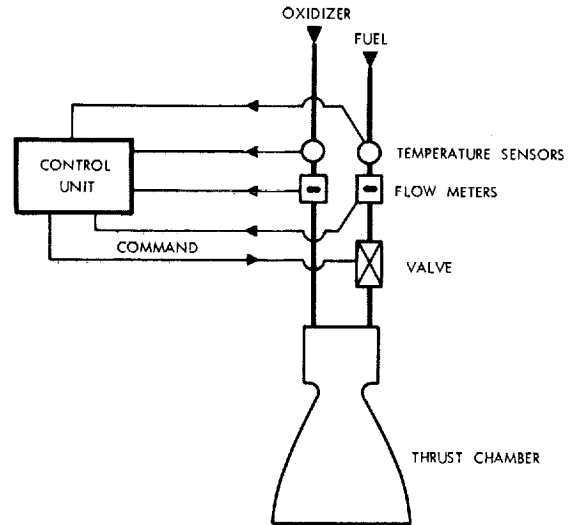 OXIDIZER
FUEL
TEMPERATURE SENSORS
CONTROL
UNIT
FLOW METERS
COMMAND
VALVE
THRUST CHAMBER